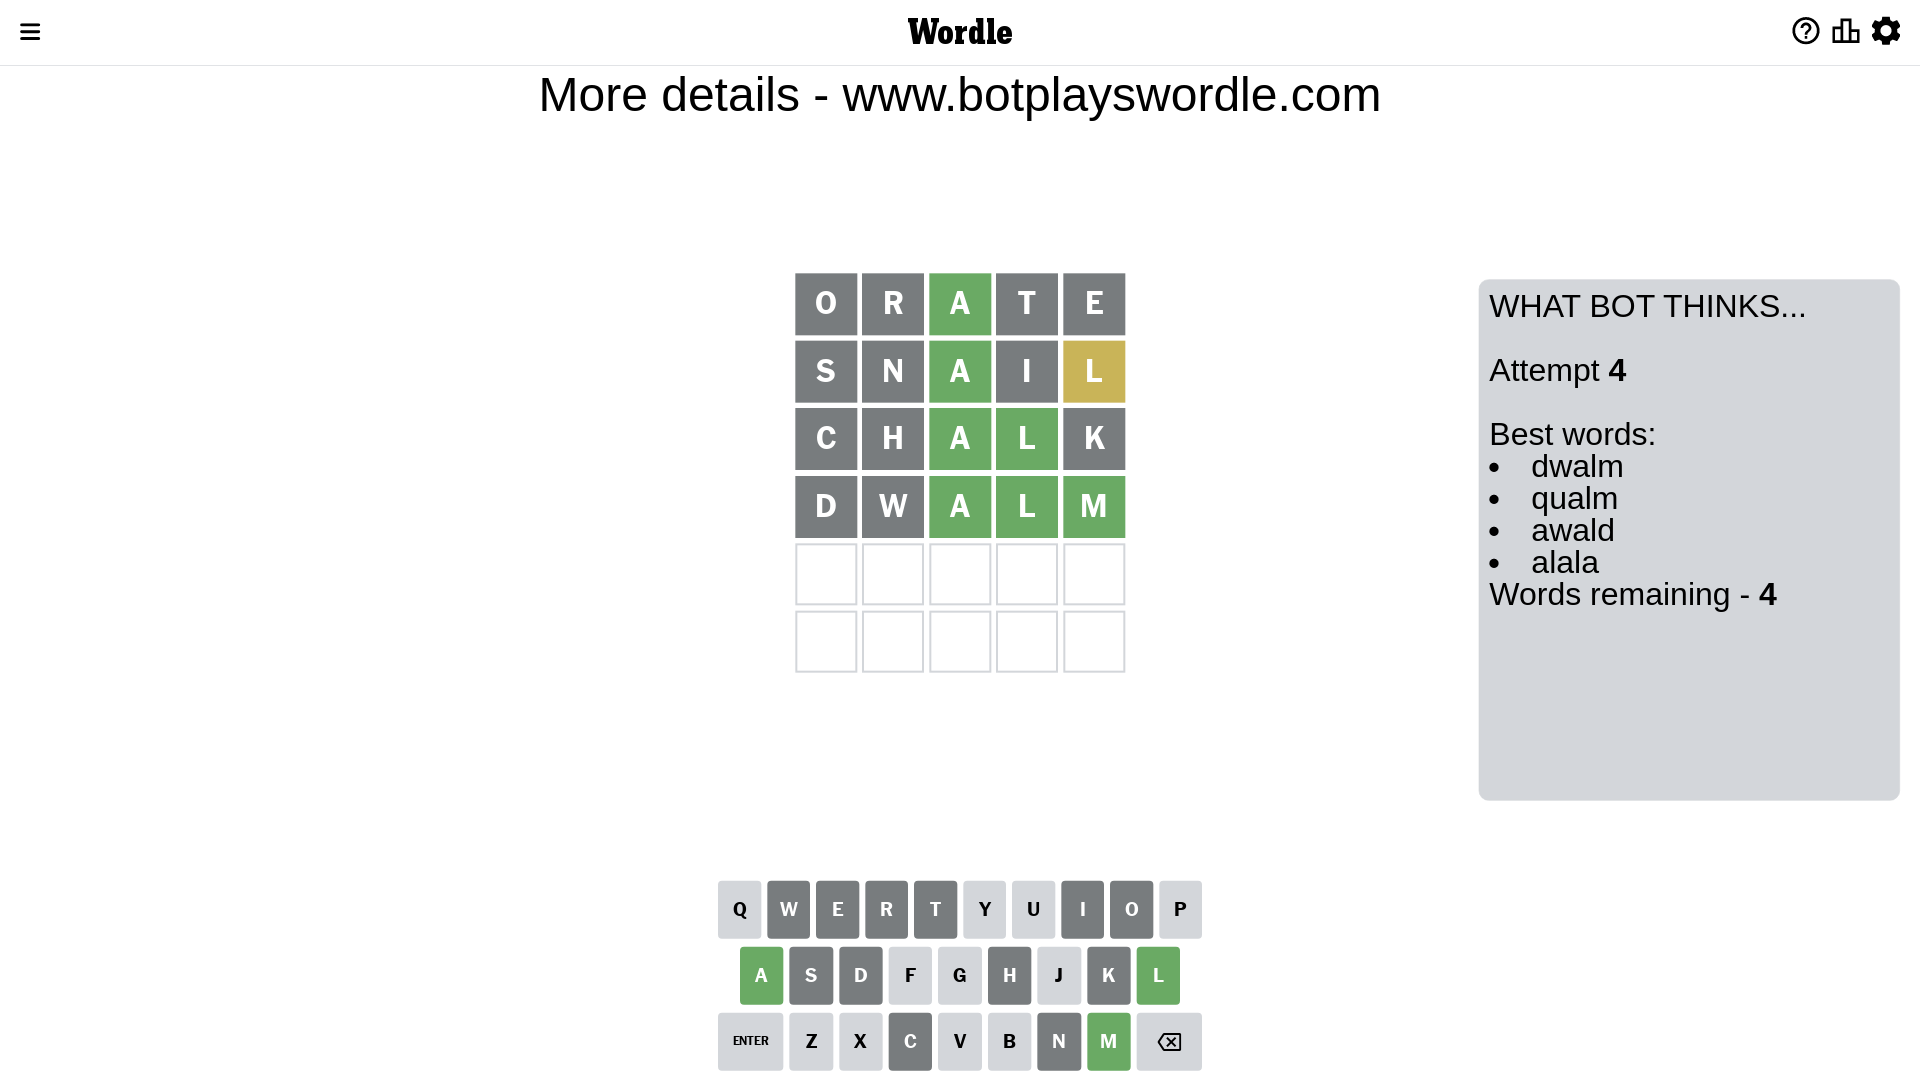 Wordle
More details - www.botplayswordle.com
O R A T E
S N A I L
C H A L K
D W A L M
WHAT BOT THINKS...
Attempt 4
Best words:
• dwalm
• qualm
• awald
• alala
Words remaining - 4
Q W E R T Y U I O P
A S D F G H J K L
ENTER Z X C V B N M